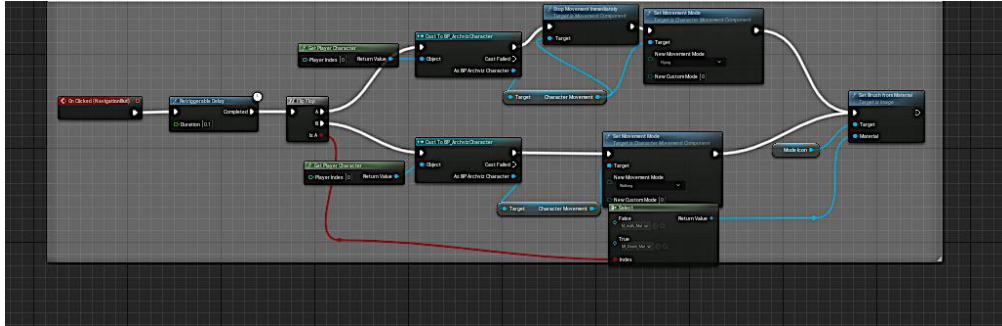 On Clicked (NavigationBut)
Retriggerable Delay
Completed
Duration 0.1
Flip Flop
A
B
Is A
Get Player Character
Player Index 0
Return Value
Cast To BP_ArchvizCharacter
Object
Cast Failed
As BP Archviz Character
Stop Movement Immediately
Target is Movement Component
Target
Target
Character Movement
Set Movement Mode
Target is Character Movement Component
Target
New Movement Mode
Flying
New Custom Mode 0
Get Player Character
Player Index 0
Return Value
Cast To BP_ArchvizCharacter
Object
Cast Failed
As BP Archviz Character
Target
Character Movement
Set Movement Mode
Target is Character Movement Component
Target
New Movement Mode
Walking
New Custom Mode 0
Select
False
Return Value
True
Index
Mode Icon
Set Brush from Material
Target is Image
Target
Material